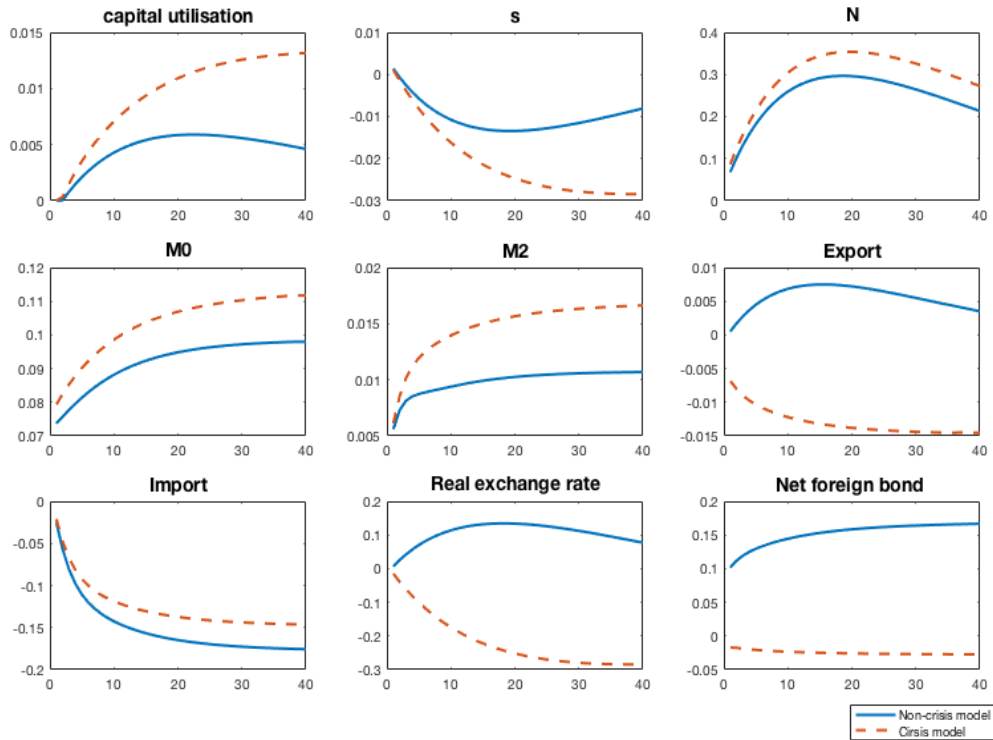 capital utilisation
0.015
0.01
0.005
0
0 10 20 30 40
s
0.01
0
-0.01
-0.02
-0.03
0 10 20 30 40
N
0.4
0.3
0.2
0.1
0
0 10 20 30 40
M0
0.12
0.11
0.1
0.09
0.08
0.07
0 10 20 30 40
M2
0.02
0.015
0.01
0.005
0 10 20 30 40
Export
0.01
0.005
0
-0.005
-0.01
-0.015
0 10 20 30 40
Import
0
-0.05
-0.1
-0.15
-0.2
0 10 20 30 40
Real exchange rate
0.2
0.1
0
-0.1
-0.2
-0.3
0 10 20 30 40
Net foreign bond
0.2
0.15
0.1
0.05
0
-0.05
0 10 20 30 40
Non-crisis model
Cirsis model